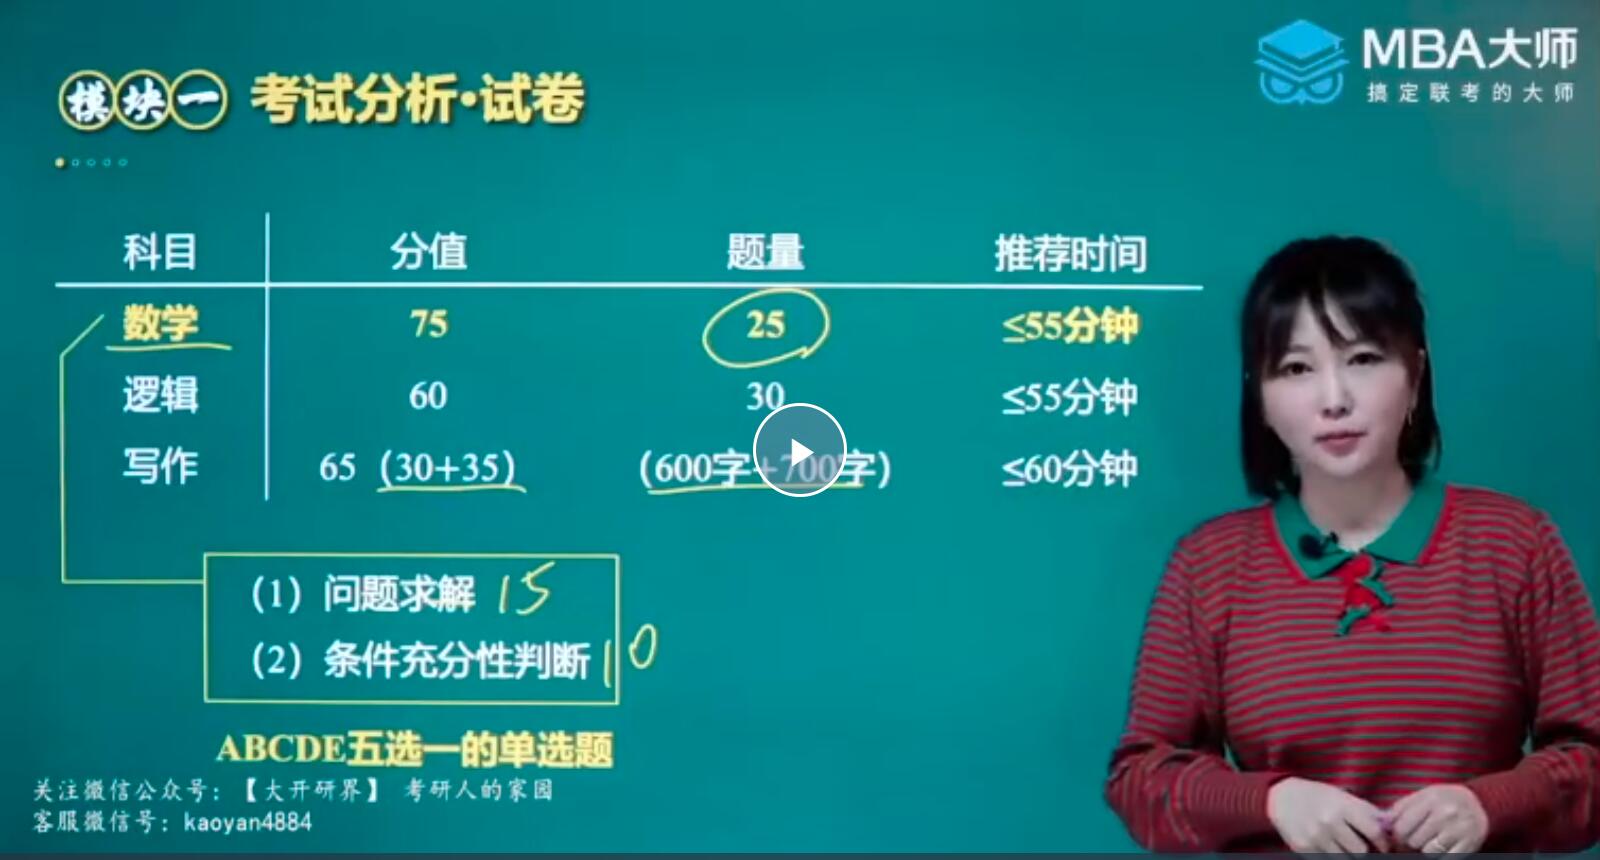 MBA大师
搞定联考的大师
模块一 考试分析·试卷
科目 分值 题量 推荐时间
数学 75 25 ≤55分钟
逻辑 60 30 ≤55分钟
写作 65 (30+35) (600字+700字) ≤60分钟
(1) 问题求解 15
(2) 条件充分性判断 10
ABCDE五选一的单选题
关注微信公众号：【大开研界】 考研人的家园
客服微信号：kaoyan4884